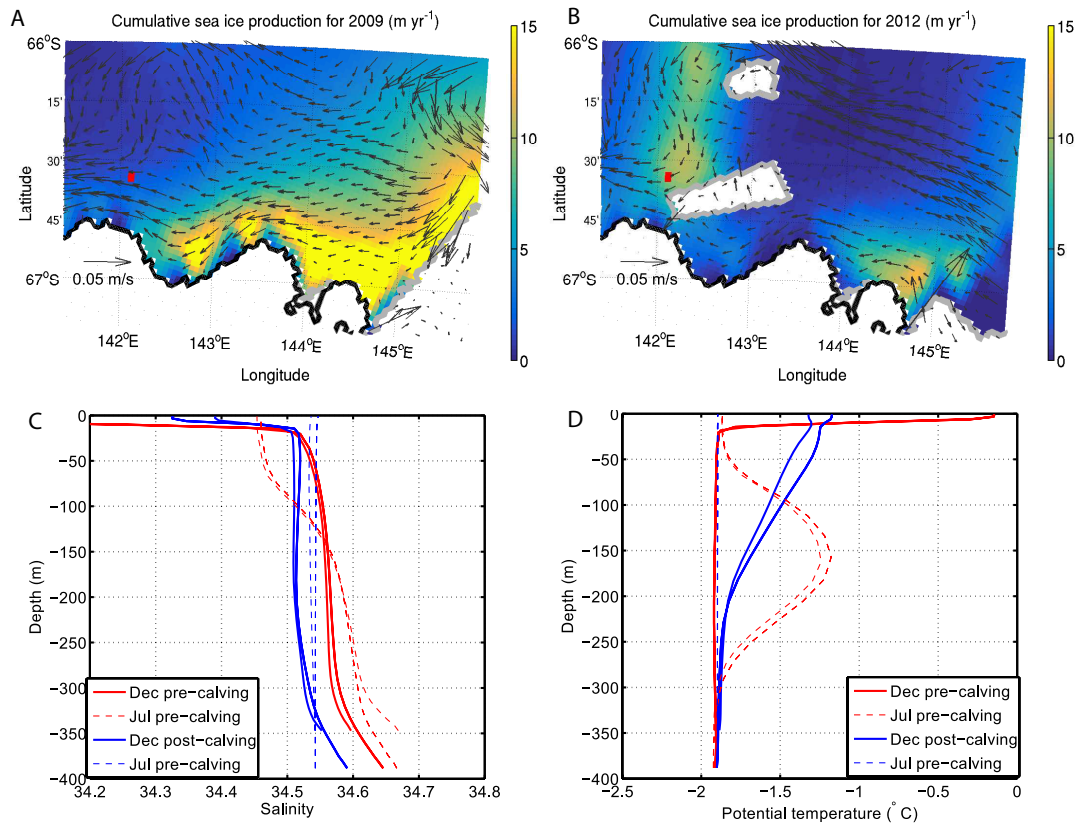 A
Cumulative sea ice production for 2009 (m yr⁻¹)
66°S
15'
30'
45'
67°S
Latitude
0.05 m/s
142°E
143°E
144°E
145°E
Longitude
15
10
5
0
B
Cumulative sea ice production for 2012 (m yr⁻¹)
66°S
15'
30'
45'
67°S
Latitude
0.05 m/s
142°E
143°E
144°E
145°E
Longitude
15
10
5
0
C
0
−50
−100
−150
−200
−250
−300
−350
−400
Depth (m)
Dec pre−calving
Jul pre−calving
Dec post−calving
Jul pre−calving
34.2
34.3
34.4
34.5
34.6
34.7
34.8
Salinity
D
0
−50
−100
−150
−200
−250
−300
−350
−400
Depth (m)
Dec pre−calving
Jul pre−calving
Dec post−calving
Jul pre−calving
−2.5
−2
−1.5
−1
−0.5
0
Potential temperature (°C)